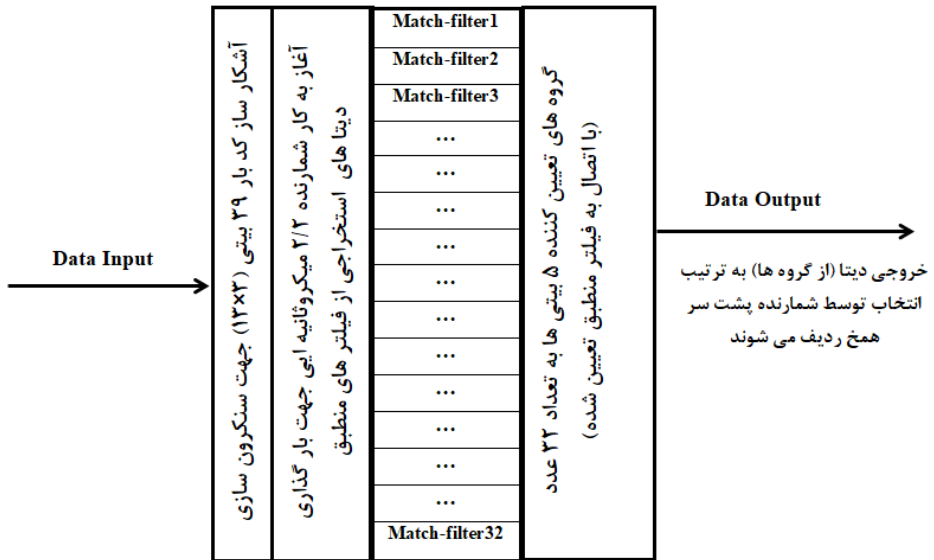 Data Input
آشکار ساز کد بار ۳۹ بیتی (۳×۱۳) جهت سنکرون سازی
آغاز به کار شمارنده ۲/۲ میکروثانیه ایی جهت بار گذاری
دیتا های استخراجی از فیلتر های منطبق
Match-filter1
Match-filter2
Match-filter3
...
...
...
...
...
...
...
...
...
...
...
Match-filter32
گروه های تعیین کننده ۵ بیتی ها به تعداد ۳۲ عدد
(با اتصال به فیلتر منطبق تعیین شده)
Data Output
خروجی دیتا (از گروه ها) به ترتیب
انتخاب توسط شمارنده پشت سر
همخ ردیف می شوند